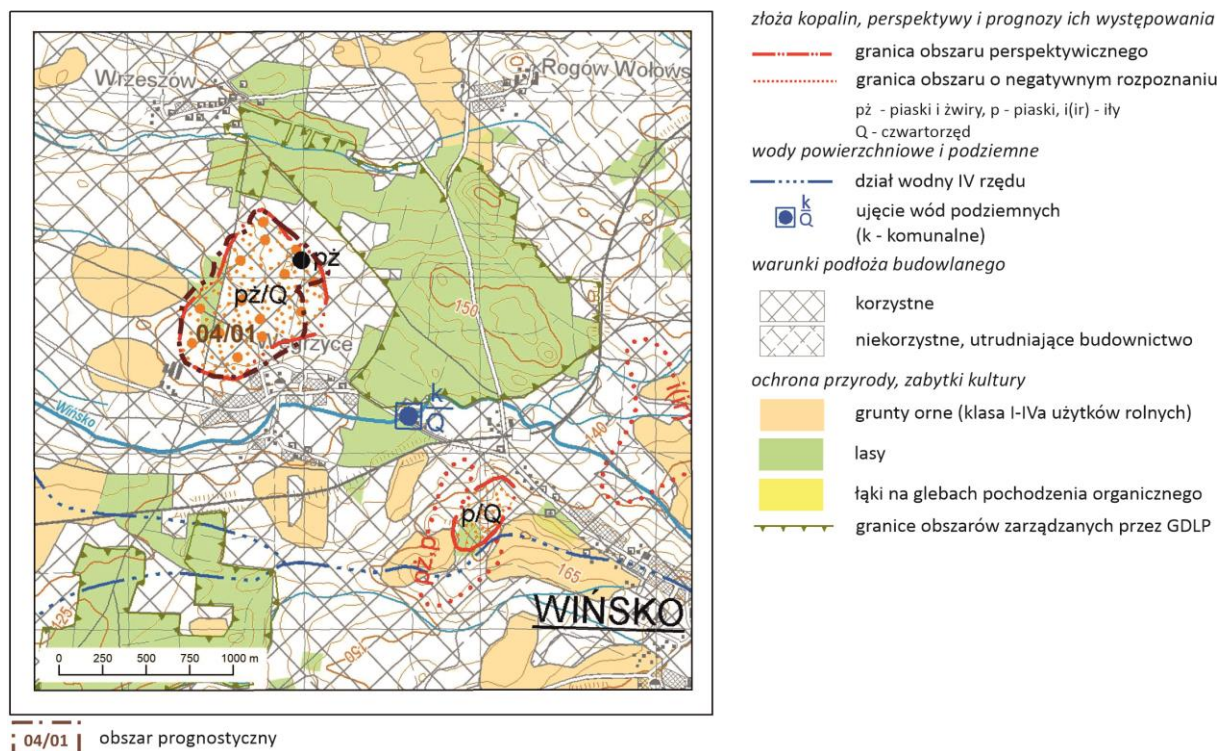 Wrzeszów
Rogów Wołows
pż
pż/Q
04/01
Węgrzyce
150
k
Q
Wińsko
140
i(ir)
p/Q
pż,p
165
WIŃSKO
125
150
0 250 500 750 1000 m
04/01 obszar prognostyczny
złoża kopalin, perspektywy i prognozy ich występowania
granica obszaru perspektywicznego
granica obszaru o negatywnym rozpoznaniu
pż - piaski i żwiry, p - piaski, i(ir) - iły
Q - czwartorzęd
wody powierzchniowe i podziemne
dział wodny IV rzędu
k
Q
ujęcie wód podziemnych
(k - komunalne)
warunki podłoża budowlanego
korzystne
niekorzystne, utrudniające budownictwo
ochrona przyrody, zabytki kultury
grunty orne (klasa I-IVa użytków rolnych)
lasy
łąki na glebach pochodzenia organicznego
granice obszarów zarządzanych przez GDLP